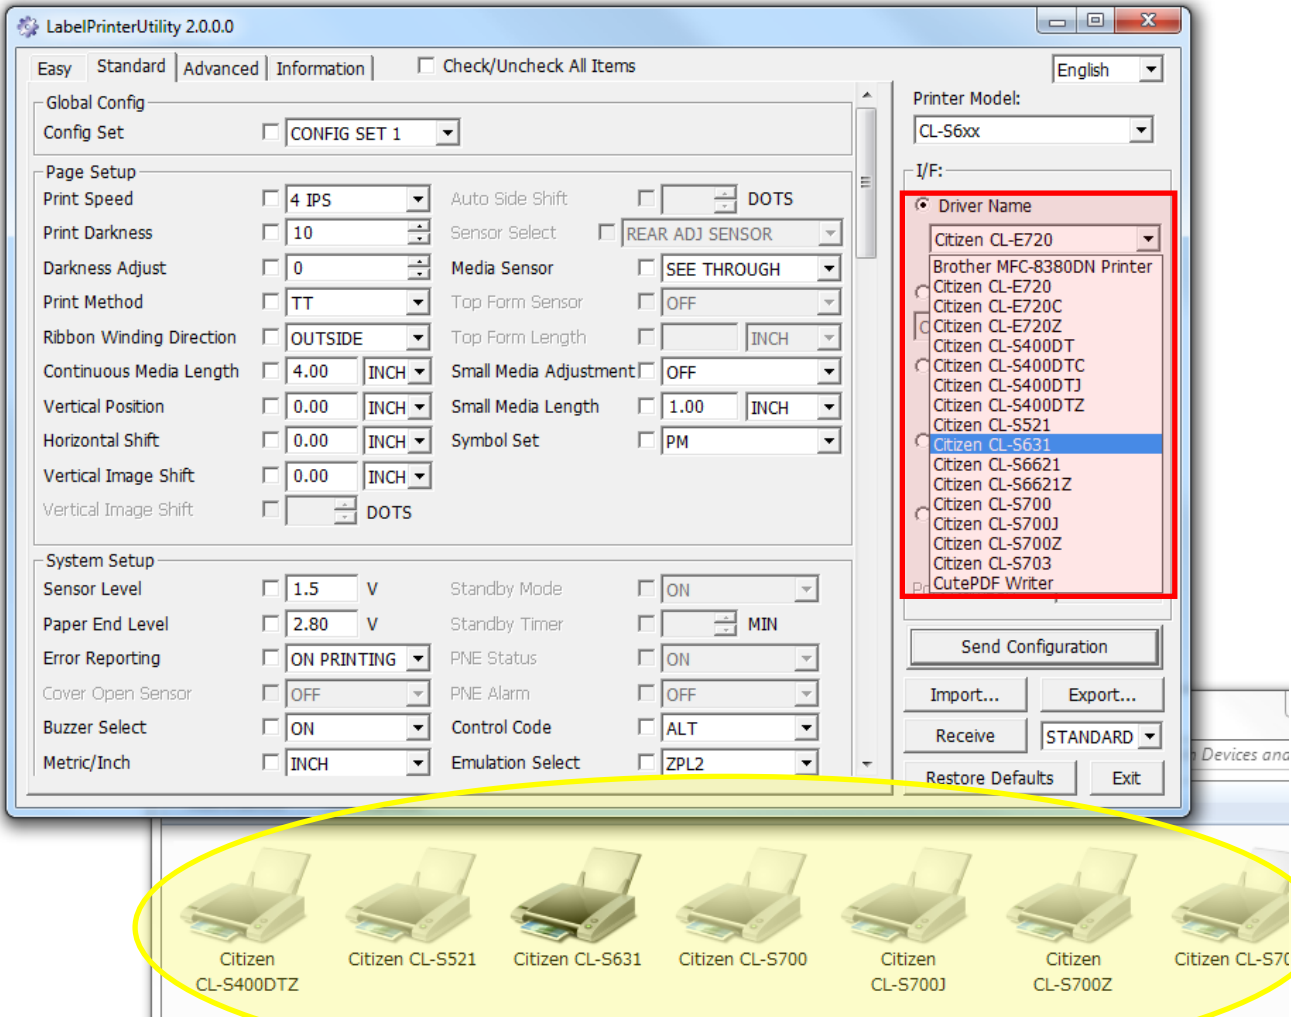 LabelPrinterUtility 2.0.0.0
Easy Standard Advanced Information Check/Uncheck All Items English
Global Config
Config Set CONFIG SET 1
Page Setup
Print Speed 4 IPS Auto Side Shift DOTS
Print Darkness 10 Sensor Select REAR ADJ SENSOR
Darkness Adjust 0 Media Sensor SEE THROUGH
Print Method TT Top Form Sensor OFF
Ribbon Winding Direction OUTSIDE Top Form Length INCH
Continuous Media Length 4.00 INCH Small Media Adjustment OFF
Vertical Position 0.00 INCH Small Media Length 1.00 INCH
Horizontal Shift 0.00 INCH Symbol Set PM
Vertical Image Shift 0.00 INCH
Vertical Image Shift DOTS
System Setup
Sensor Level 1.5 V Standby Mode ON
Paper End Level 2.80 V Standby Timer MIN
Error Reporting ON PRINTING PNE Status ON
Cover Open Sensor OFF PNE Alarm OFF
Buzzer Select ON Control Code ALT
Metric/Inch INCH Emulation Select ZPL2
Printer Model:
CL-S6xx
I/F:
Driver Name
Citizen CL-E720
Brother MFC-8380DN Printer
Citizen CL-E720
Citizen CL-E720C
Citizen CL-E720Z
Citizen CL-S400DT
Citizen CL-S400DTC
Citizen CL-S400DTJ
Citizen CL-S400DTZ
Citizen CL-S521
Citizen CL-S631
Citizen CL-S6621
Citizen CL-S6621Z
Citizen CL-S700
Citizen CL-S700J
Citizen CL-S700Z
Citizen CL-S703
CutePDF Writer
Send Configuration
Import... Export...
Receive STANDARD
Restore Defaults Exit
Devices and
Citizen
CL-S400DTZ
Citizen CL-S521
Citizen CL-S631
Citizen CL-S700
Citizen
CL-S700J
Citizen
CL-S700Z
Citizen CL-S70